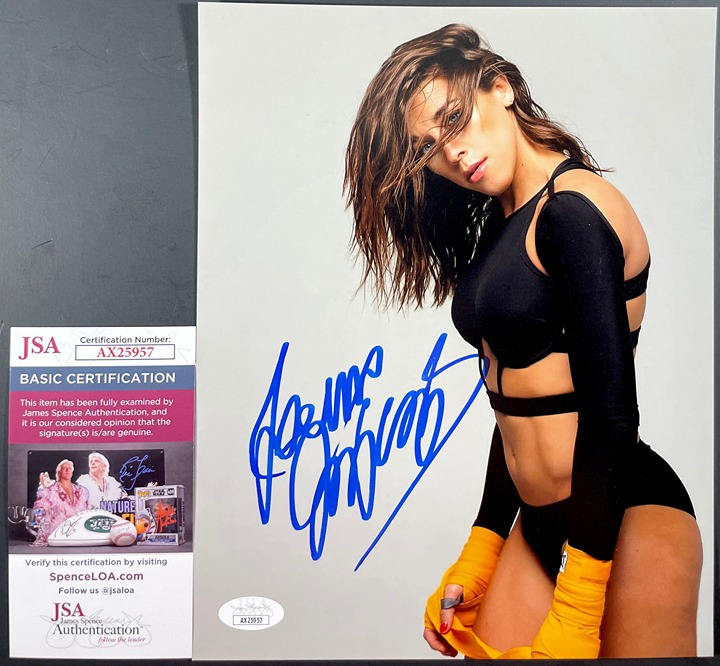 JSA
Certification Number:
AX25957
BASIC CERTIFICATION
This item has been fully examined by
James Spence Authentication, and
it is our considered opinion that the
signature(s) is/are genuine.
NATURE
JETS
Verify this certification by visiting
SpenceLOA.com
Follow us @jsaloa
JSA
James Spence
Authentication
follow the leader
AX25957